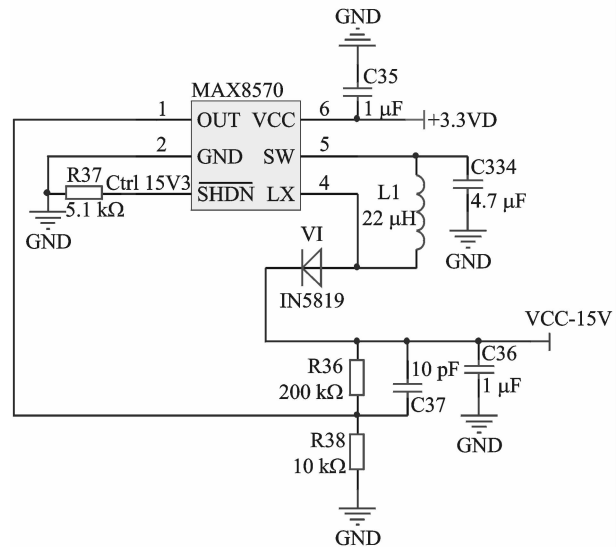 GND
C35
1 μF
MAX8570
1
6
OUT VCC
+3.3VD
2
5
GND SW
R37
5.1 kΩ
Ctrl 15V3
3
4
SHDN LX
GND
L1
22 μH
C334
4.7 μF
GND
VI
IN5819
VCC-15V
R36
200 kΩ
10 pF
C37
C36
1 μF
GND
R38
10 kΩ
GND